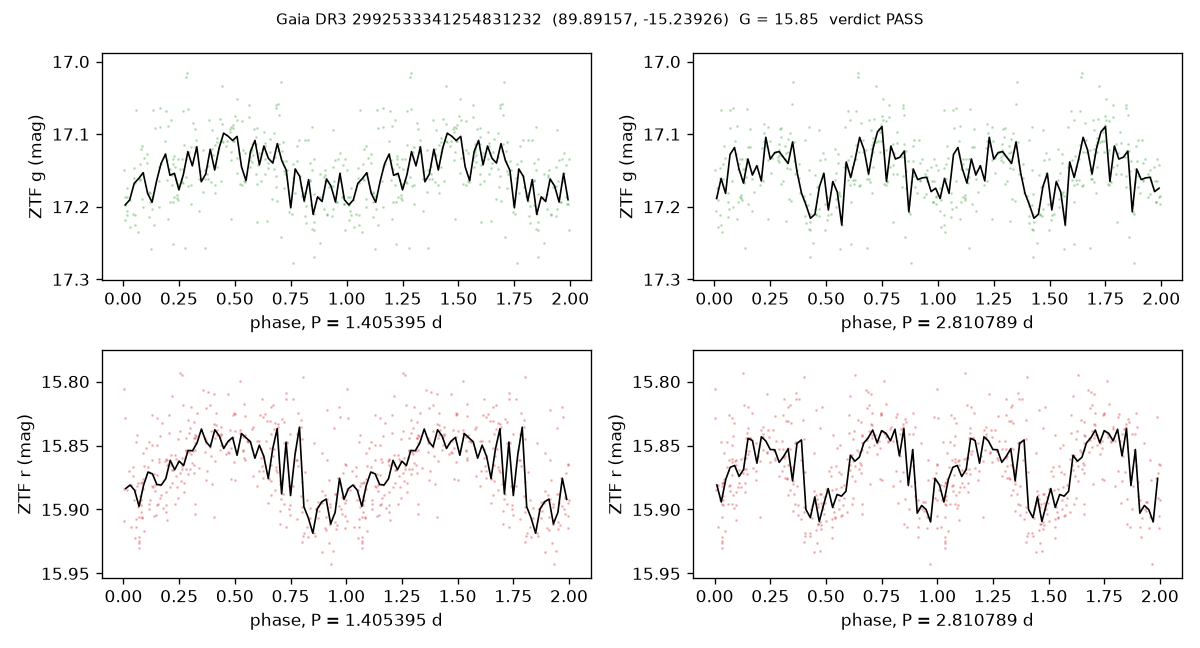 Gaia DR3 2992533341254831232 (89.89157, -15.23926) G = 15.85 verdict PASS
ZTF g (mag)
17.0
17.1
17.2
17.3
0.00 0.25 0.50 0.75 1.00 1.25 1.50 1.75 2.00
phase, P = 1.405395 d
ZTF g (mag)
17.0
17.1
17.2
17.3
0.00 0.25 0.50 0.75 1.00 1.25 1.50 1.75 2.00
phase, P = 2.810789 d
ZTF r (mag)
15.80
15.85
15.90
15.95
0.00 0.25 0.50 0.75 1.00 1.25 1.50 1.75 2.00
phase, P = 1.405395 d
ZTF r (mag)
15.80
15.85
15.90
15.95
0.00 0.25 0.50 0.75 1.00 1.25 1.50 1.75 2.00
phase, P = 2.810789 d